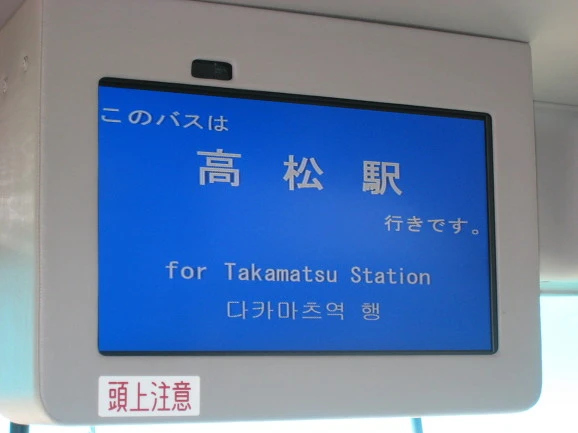 このバスは
高松駅
行きです。
for Takamatsu Station
다카마츠역 행
頭上注意